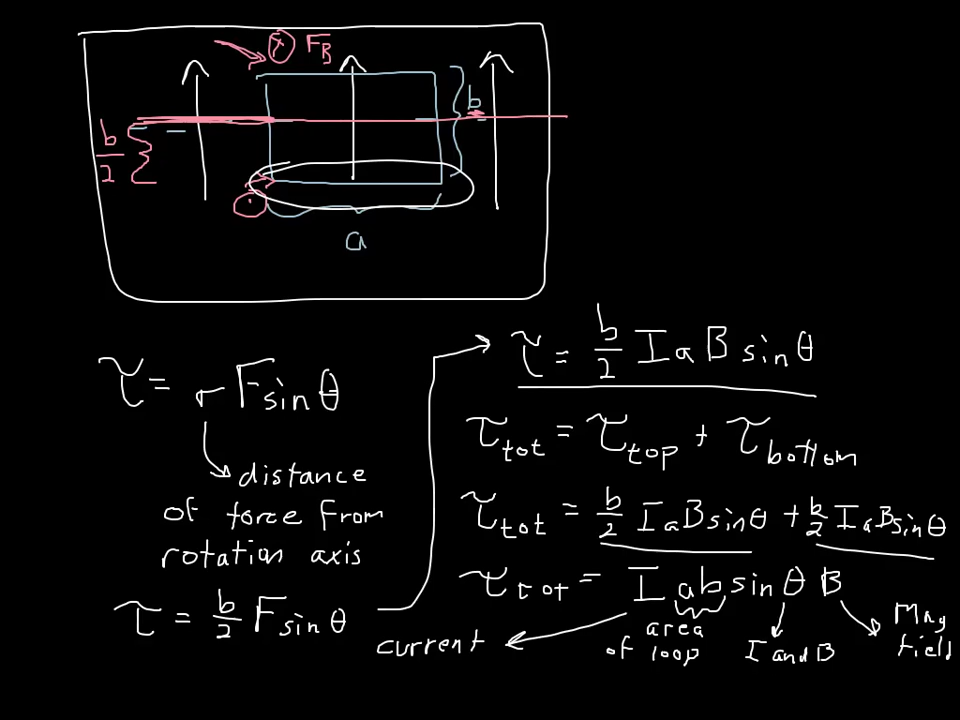 F_B
b
b/2
a
τ = r F sin θ
distance
of force from
rotation axis
τ = b/2 F sin θ
τ = b/2 I a B sin θ
τ_tot = τ_top + τ_bottom
τ_tot = b/2 I a B sin θ + b/2 I a B sin θ
τ_tot = I a b sin θ B
current
area
of loop
I and B
Mag
field